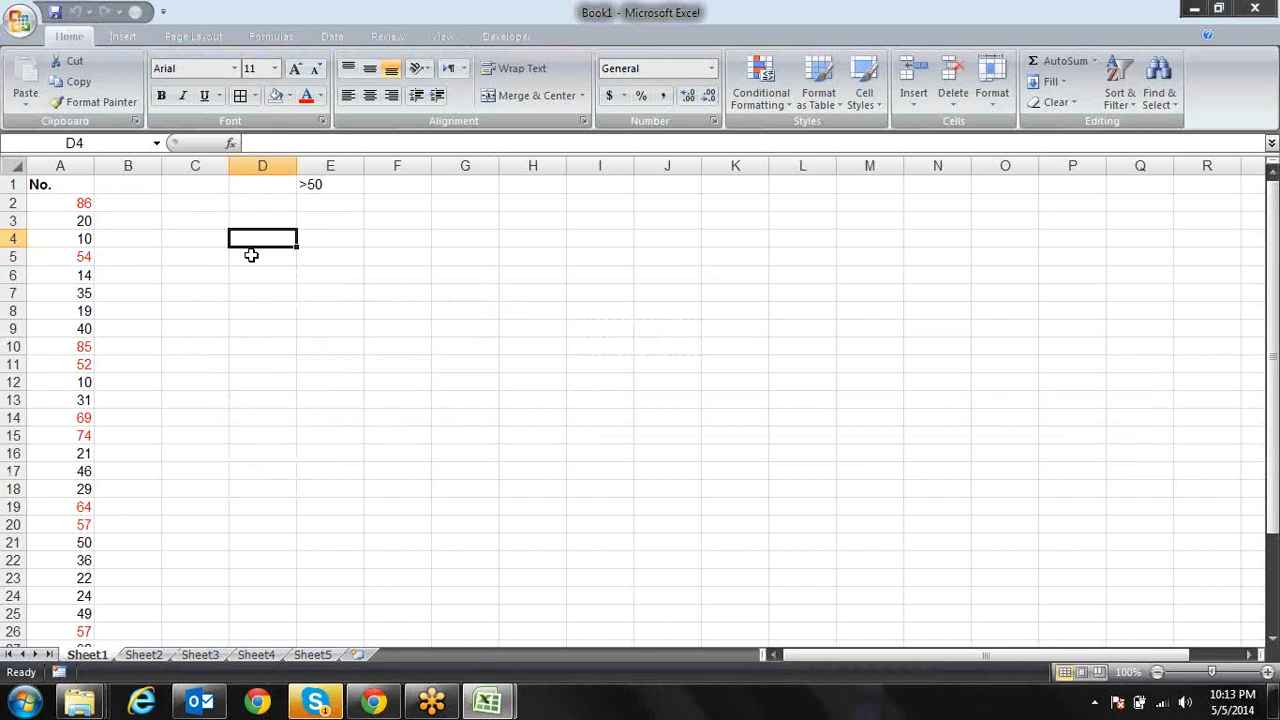 Book1 - Microsoft Excel
Home Insert Page Layout Formulas Data Review View Developer
Paste Cut Arial 11 Wrap Text General Conditional Formatting Format as Table Cell Styles Insert Delete Format AutoSum Sort & Filter Find & Select
Copy Fill
Format Painter B I U A Merge & Center $ % , Clear
Clipboard Font Alignment Number Styles Cells Editing
D4 fx
A B C D E F G H I J K L M N O P Q R
1 No. >50
2 86
3 20
4 10
5 54
6 14
7 35
8 19
9 40
10 85
11 52
12 10
13 31
14 69
15 74
16 21
17 46
18 29
19 64
20 57
21 50
22 36
23 22
24 24
25 49
26 57
Sheet1 Sheet2 Sheet3 Sheet4 Sheet5
Ready 100%
10:13 PM
5/5/2014